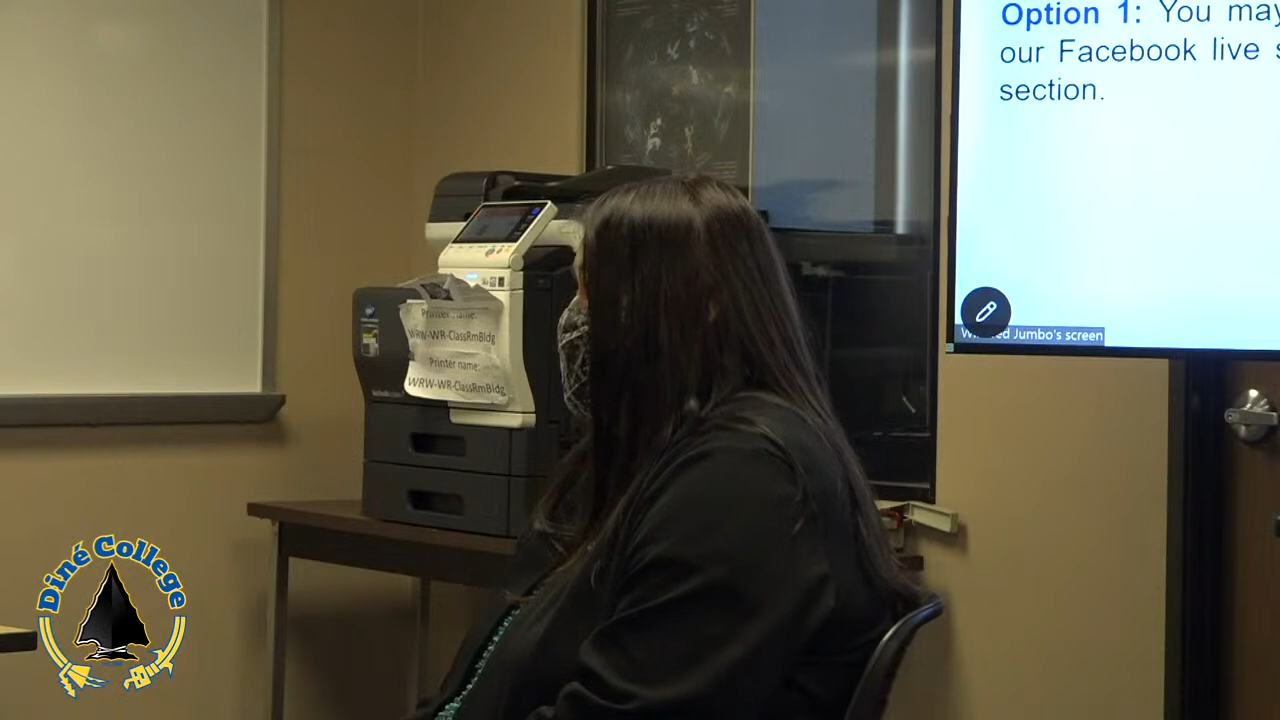 Option 1: You may
our Facebook live s
section.
Jumbo's screen
Printer name:
WRW-WR-ClassRmBldg
Printer name:
WRW-WR-ClassRmBldg
Diné College